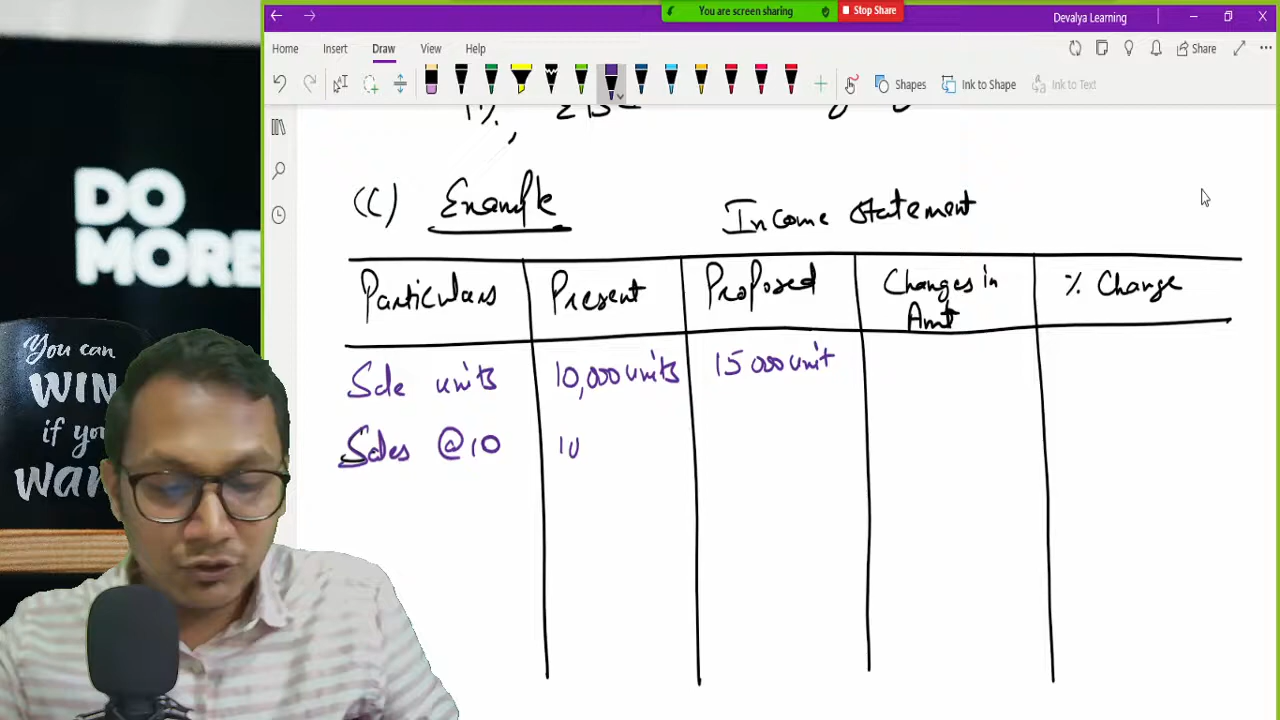 You are screen sharing Stop Share
Devalya Learning
Home Insert Draw View Help Share
Shapes Ink to Shape Ink to Text
DO
MORE
You can
WIN
if you
wan
1%,
(C) Example Income Statement
Particulars Present Proposed Changes in Amt % Change
Sale units 10,000 units 15 000 unit
Sales @10 10